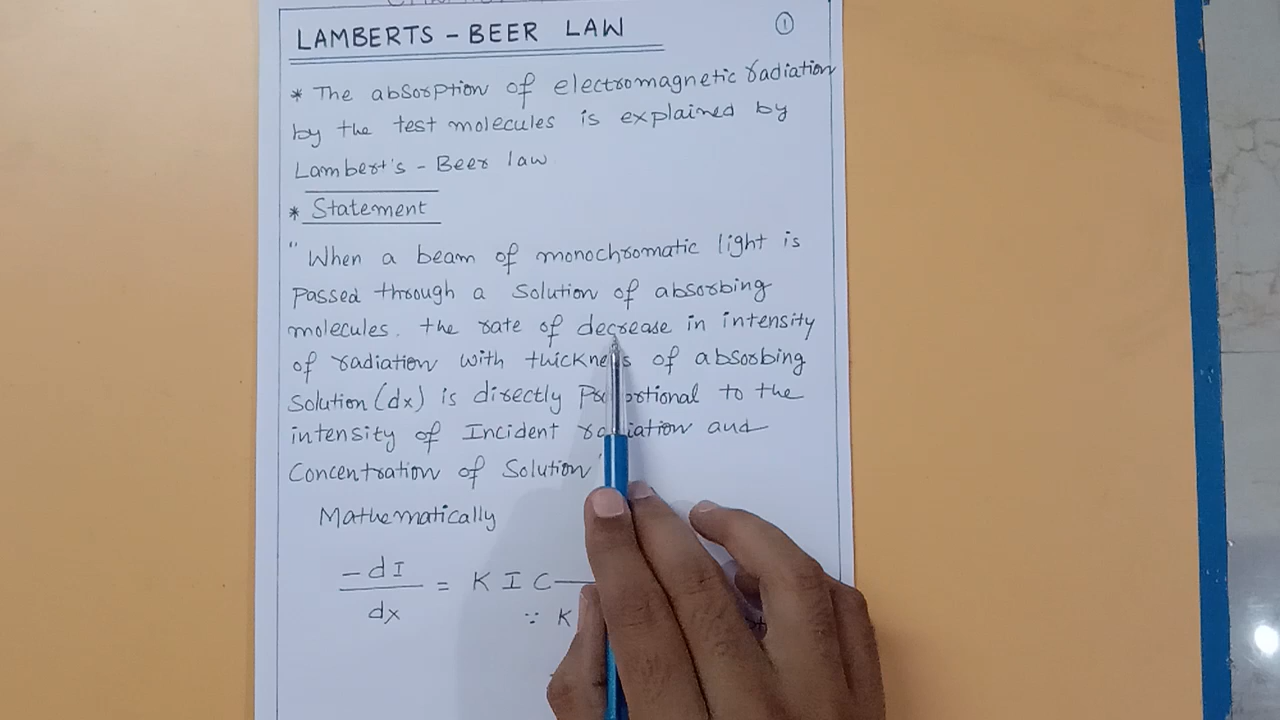 LAMBERTS - BEER LAW ①
* The absorption of electromagnetic radiation
by the test molecules is explained by
Lambert's - Beer law
* Statement
" When a beam of monochromatic light is
Passed through a Solution of absorbing
molecules. the rate of decrease in intensity
of radiation with thickness of absorbing
Solution (dx) is directly Proportional to the
intensity of Incident radiation and
Concentration of Solution"
Mathematically
-dI/dx = K I C
∵ K